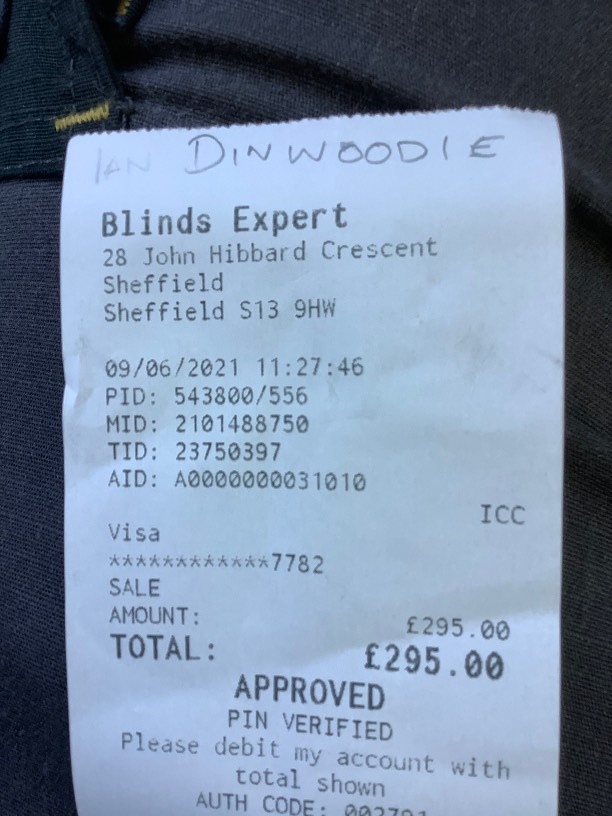 IAN DINWOODIE
Blinds Expert
28 John Hibbard Crescent
Sheffield
Sheffield S13 9HW
09/06/2021 11:27:46
PID: 543800/556
MID: 2101488750
TID: 23750397
AID: A0000000031010
ICC
Visa
************7782
SALE
AMOUNT: £295.00
TOTAL: £295.00
APPROVED
PIN VERIFIED
Please debit my account with
total shown
AUTH CODE: